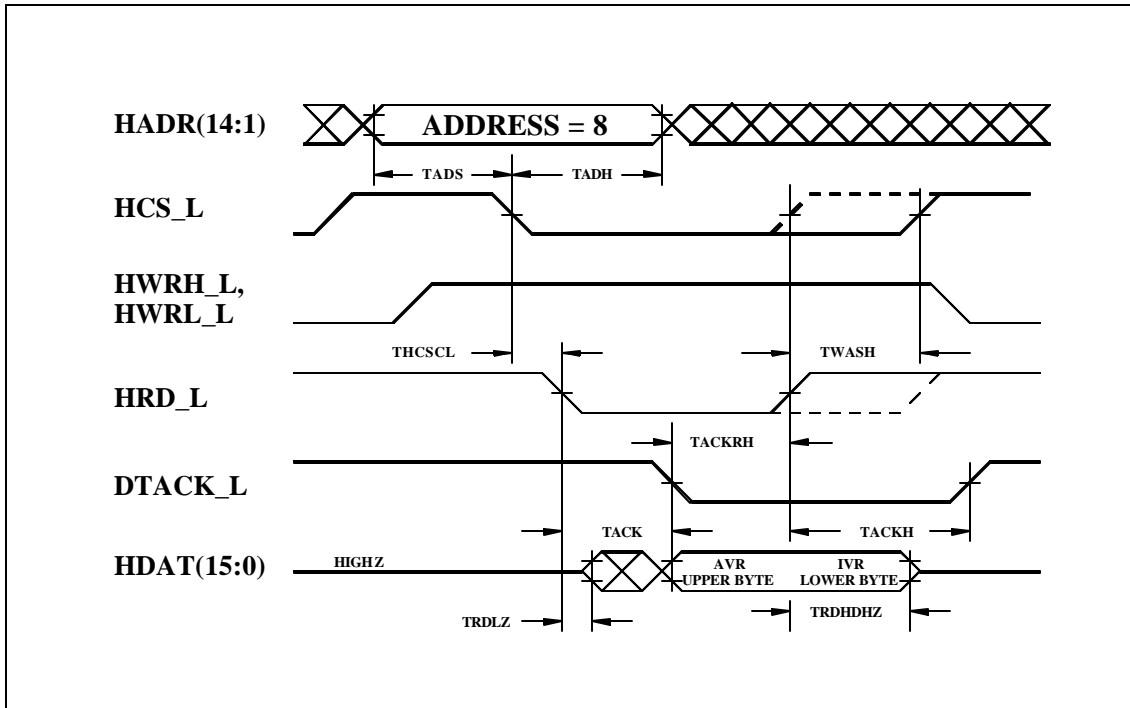 HADR(14:1)
ADDRESS = 8
TADS
TADH
HCS_L
HWRH_L,
HWRL_L
THCSCL
TWASH
HRD_L
TACKRH
DTACK_L
TACK
TACKH
HDAT(15:0)
HIGH Z
AVR
UPPER BYTE
IVR
LOWER BYTE
TRDLZ
TRDHDHZ